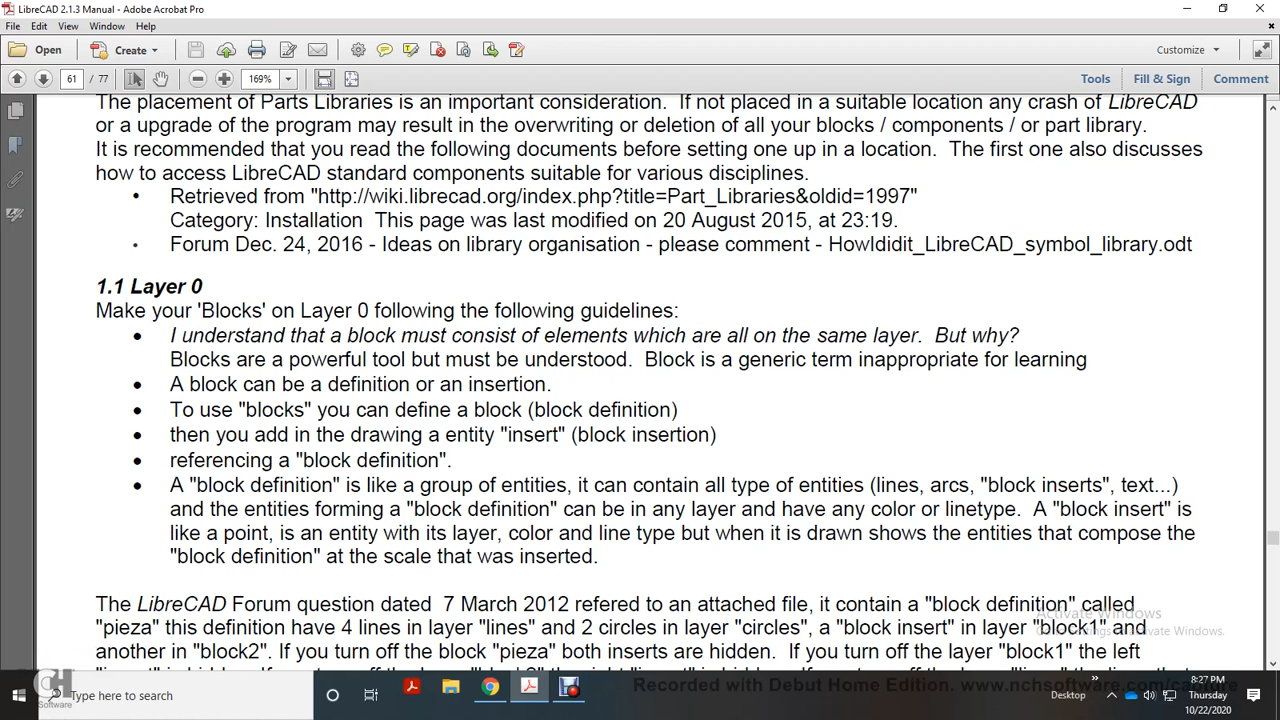 LibreCAD 2.1.3 Manual - Adobe Acrobat Pro
File Edit View Window Help
Open Create Customize
61 / 77 169% Tools Fill & Sign Comment
The placement of Parts Libraries is an important consideration. If not placed in a suitable location any crash of LibreCAD
or a upgrade of the program may result in the overwriting or deletion of all your blocks / components / or part library.
It is recommended that you read the following documents before setting one up in a location. The first one also discusses
how to access LibreCAD standard components suitable for various disciplines.
• Retrieved from "http://wiki.librecad.org/index.php?title=Part_Libraries&oldid=1997"
Category: Installation This page was last modified on 20 August 2015, at 23:19.
• Forum Dec. 24, 2016 - Ideas on library organisation - please comment - HowIdidit_LibreCAD_symbol_library.odt
1.1 Layer 0
Make your 'Blocks' on Layer 0 following the following guidelines:
• I understand that a block must consist of elements which are all on the same layer. But why?
Blocks are a powerful tool but must be understood. Block is a generic term inappropriate for learning
• A block can be a definition or an insertion.
• To use "blocks" you can define a block (block definition)
• then you add in the drawing a entity "insert" (block insertion)
• referencing a "block definition".
• A "block definition" is like a group of entities, it can contain all type of entities (lines, arcs, "block inserts", text...)
and the entities forming a "block definition" can be in any layer and have any color or linetype. A "block insert" is
like a point, is an entity with its layer, color and line type but when it is drawn shows the entities that compose the
"block definition" at the scale that was inserted.
The LibreCAD Forum question dated 7 March 2012 refered to an attached file, it contain a "block definition" called
"pieza" this definition have 4 lines in layer "lines" and 2 circles in layer "circles", a "block insert" in layer "block1" and
another in "block2". If you turn off the block "pieza" both inserts are hidden. If you turn off the layer "block1" the left
Activate Windows
Activate Windows.
Recorded with Debut Home Edition. www.nchsoftware.com/capture
NCH Software
Type here to search
Desktop
8:27 PM
Thursday
10/22/2020